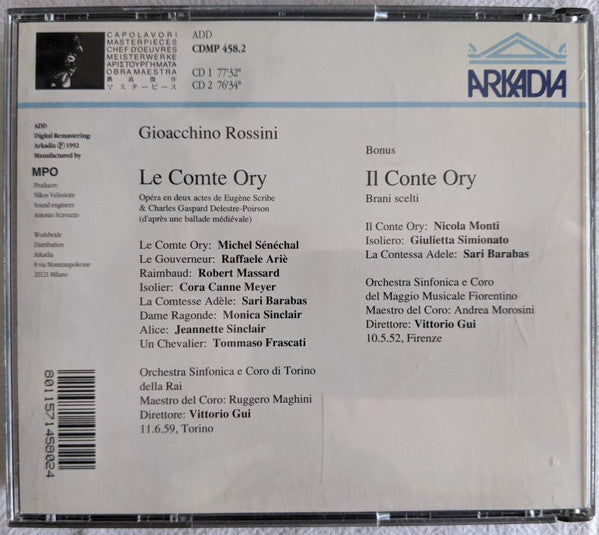 CAPOLAVORI
MASTERPIECES
CHEF D'OEUVRES
MEISTERWERKE
ΑΡΙΣΤΟΥΡΓΗΜΑΤΑ
OBRA MAESTRA
最高傑作
マスターピース
ADD
CDMP 458.2
CD 1 77'32"
CD 2 76'34"
ARKADIA
ADD
Digital Remastering:
Arkadia Ⓟ 1992
Manufactured by
MPO
Producer:
Nikos Velissiotis
Sound engineer:
Antonio Scavuzzo
Worldwide
Distribution
Arkadia
8 via Montenapoleone
20121 Milano
8011571458024
Gioacchino Rossini
Le Comte Ory
Opéra en deux actes de Eugène Scribe
& Charles Gaspard Delestre-Poirson
(d'après une ballade médiévale)
Le Comte Ory: Michel Sénéchal
Le Gouverneur: Raffaele Ariè
Raimbaud: Robert Massard
Isolier: Cora Canne Meyer
La Comtesse Adèle: Sari Barabas
Dame Ragonde: Monica Sinclair
Alice: Jeannette Sinclair
Un Chevalier: Tommaso Frascati
Orchestra Sinfonica e Coro di Torino
della Rai
Maestro del Coro: Ruggero Maghini
Direttore: Vittorio Gui
11.6.59, Torino
Bonus
Il Conte Ory
Brani scelti
Il Conte Ory: Nicola Monti
Isoliero: Giulietta Simionato
La Contessa Adele: Sari Barabas
Orchestra Sinfonica e Coro
del Maggio Musicale Fiorentino
Maestro del Coro: Andrea Morosini
Direttore: Vittorio Gui
10.5.52, Firenze